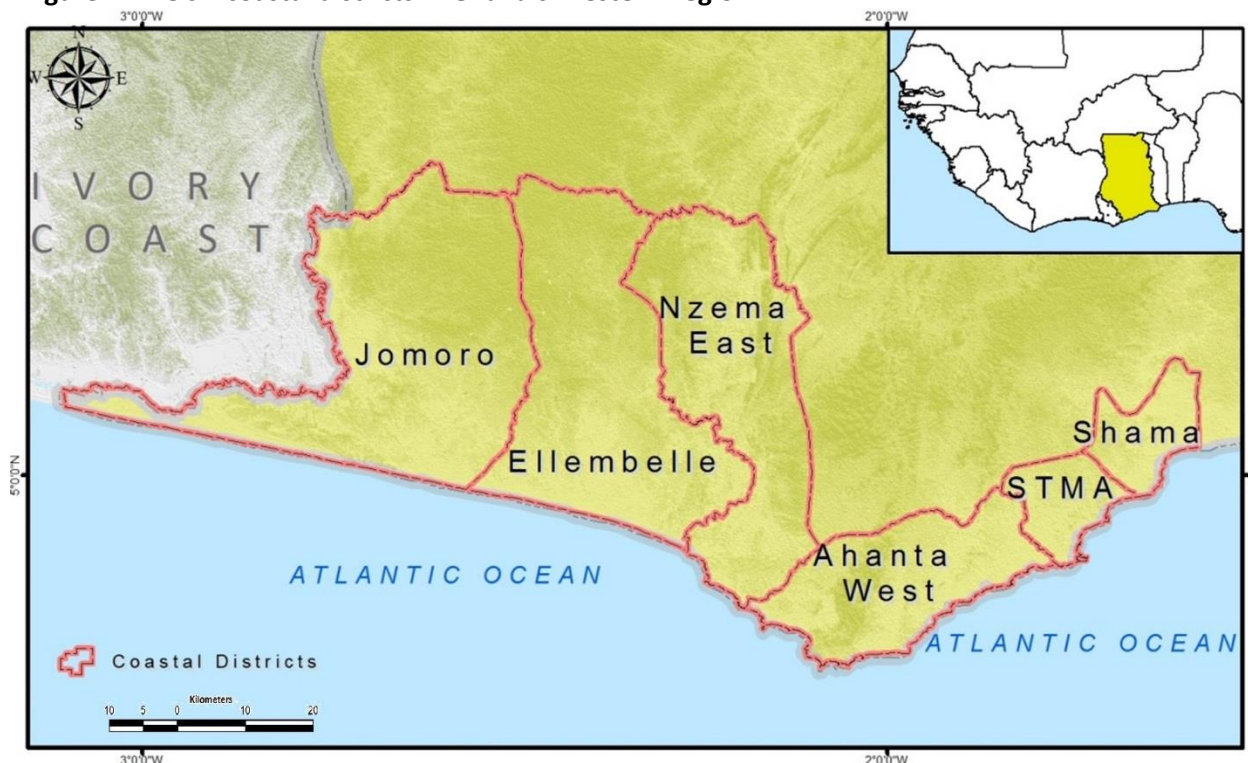 3°0'0"W
2°0'0"W
N
W
E
S
IVORY
COAST
Nzema
East
Jomoro
Shama
Ellembelle
5°0'0"N
STMA
Ahanta
West
ATLANTIC OCEAN
ATLANTIC OCEAN
Coastal Districts
Kilometers
10 5 0 10 20
3°0'0"W
2°0'0"W